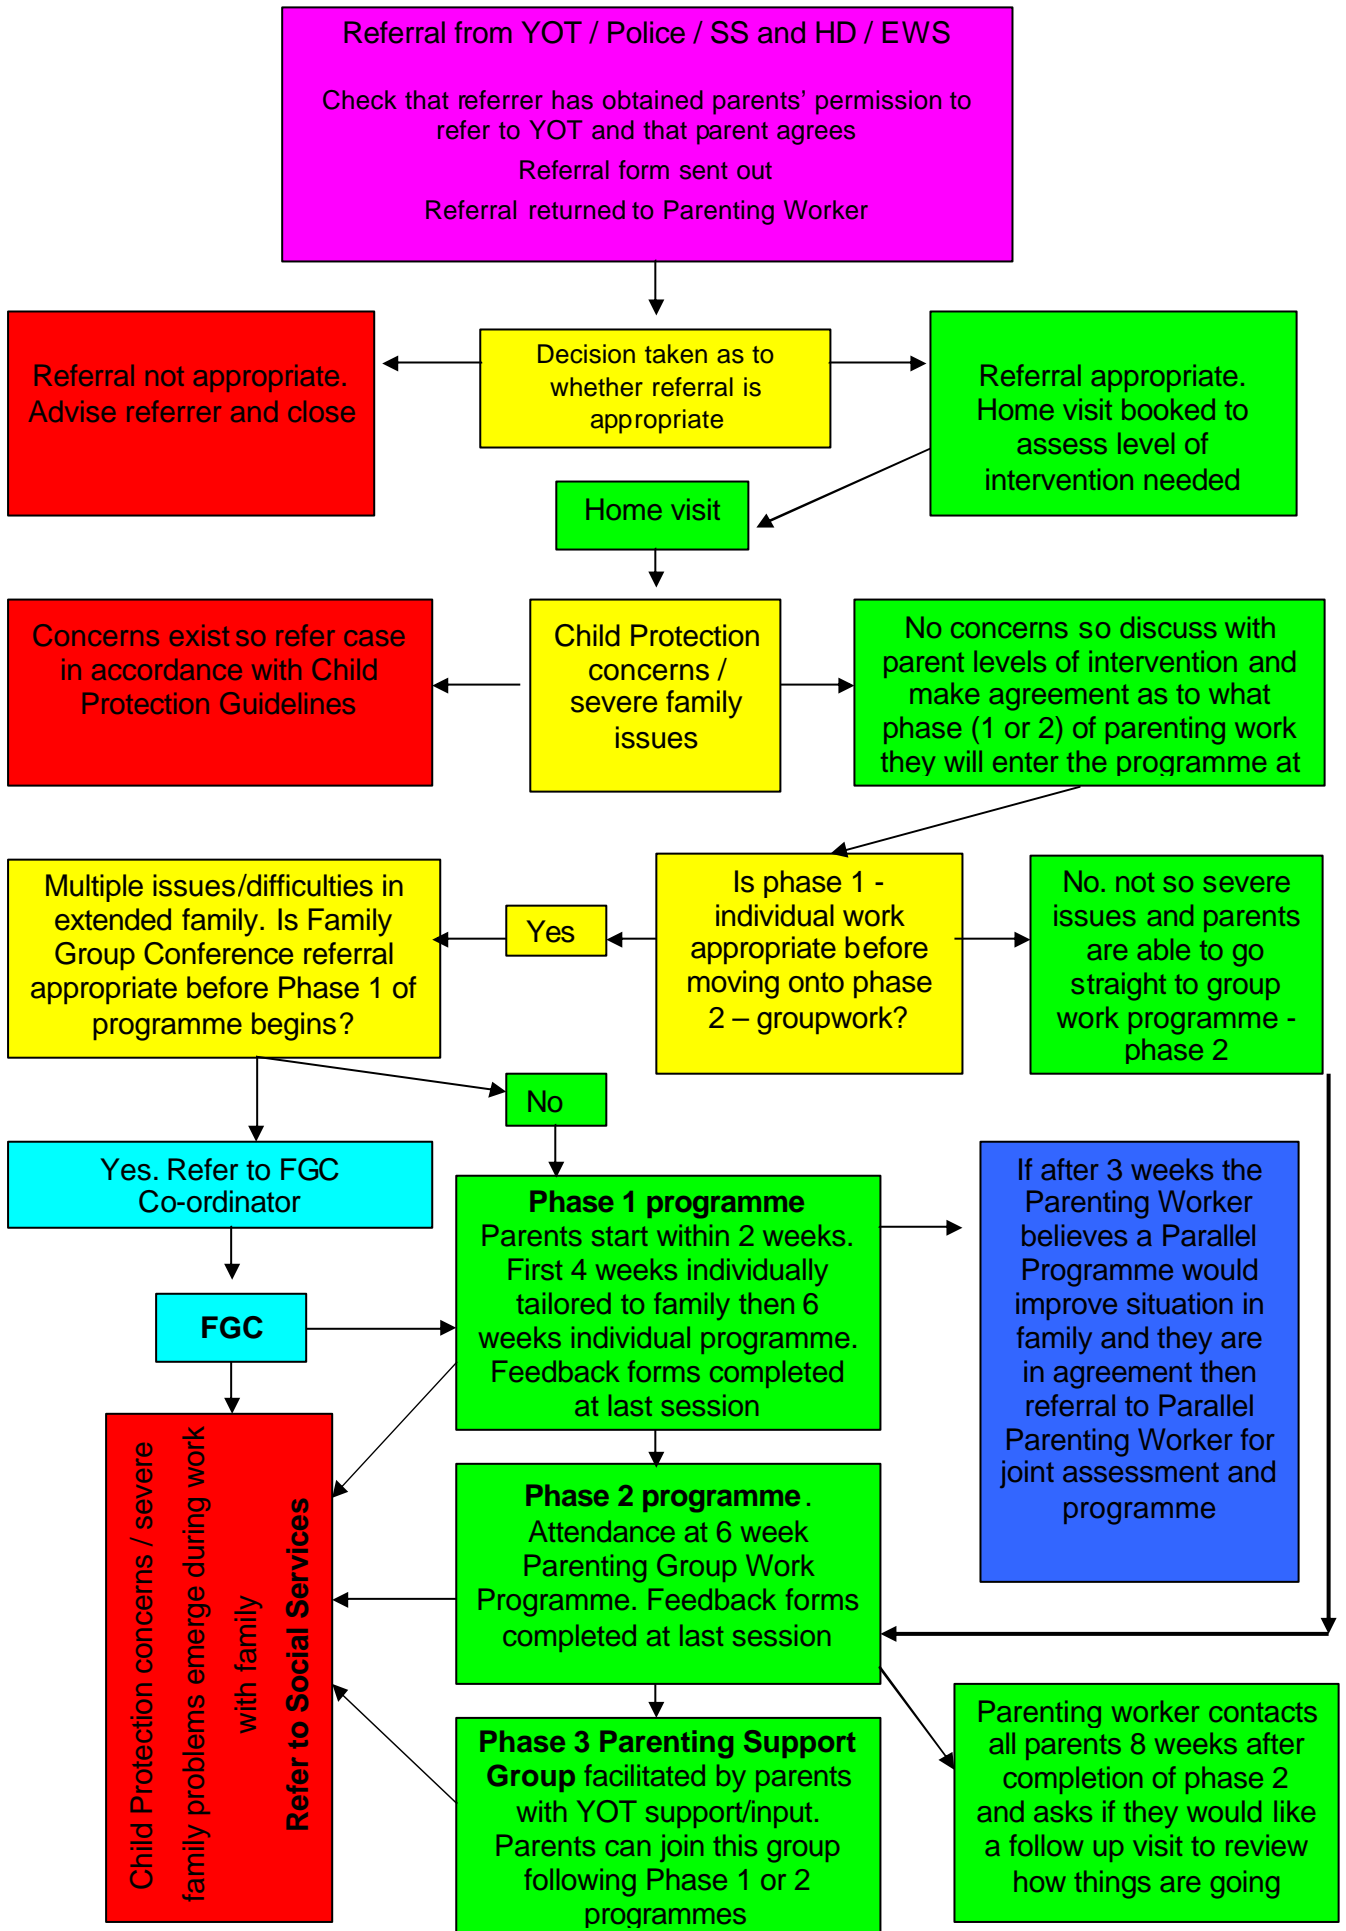 Referral from YOT / Police / SS and HD / EWS
Check that referrer has obtained parents' permission to
refer to YOT and that parent agrees
Referral form sent out
Referral returned to Parenting Worker
Referral not appropriate.
Advise referrer and close
Decision taken as to
whether referral is
appropriate
Referral appropriate.
Home visit booked to
assess level of
intervention needed
Home visit
Concerns exist so refer case
in accordance with Child
Protection Guidelines
Child Protection
concerns /
severe family
issues
No concerns so discuss with
parent levels of intervention and
make agreement as to what
phase (1 or 2) of parenting work
they will enter the programme at
Multiple issues/difficulties in
extended family. Is Family
Group Conference referral
appropriate before Phase 1 of
programme begins?
Yes
Is phase 1 -
individual work
appropriate before
moving onto phase
2 – groupwork?
No. not so severe
issues and parents
are able to go
straight to group
work programme -
phase 2
No
Yes. Refer to FGC
Co-ordinator
Phase 1 programme
Parents start within 2 weeks.
First 4 weeks individually
tailored to family then 6
weeks individual programme.
Feedback forms completed
at last session
If after 3 weeks the
Parenting Worker
believes a Parallel
Programme would
improve situation in
family and they are
in agreement then
referral to Parallel
Parenting Worker for
joint assessment and
programme
FGC
Child Protection concerns / severe
family problems emerge during work
with family
Refer to Social Services
Phase 2 programme.
Attendance at 6 week
Parenting Group Work
Programme. Feedback forms
completed at last session
Phase 3 Parenting Support
Group facilitated by parents
with YOT support/input.
Parents can join this group
following Phase 1 or 2
programmes
Parenting worker contacts
all parents 8 weeks after
completion of phase 2
and asks if they would like
a follow up visit to review
how things are going